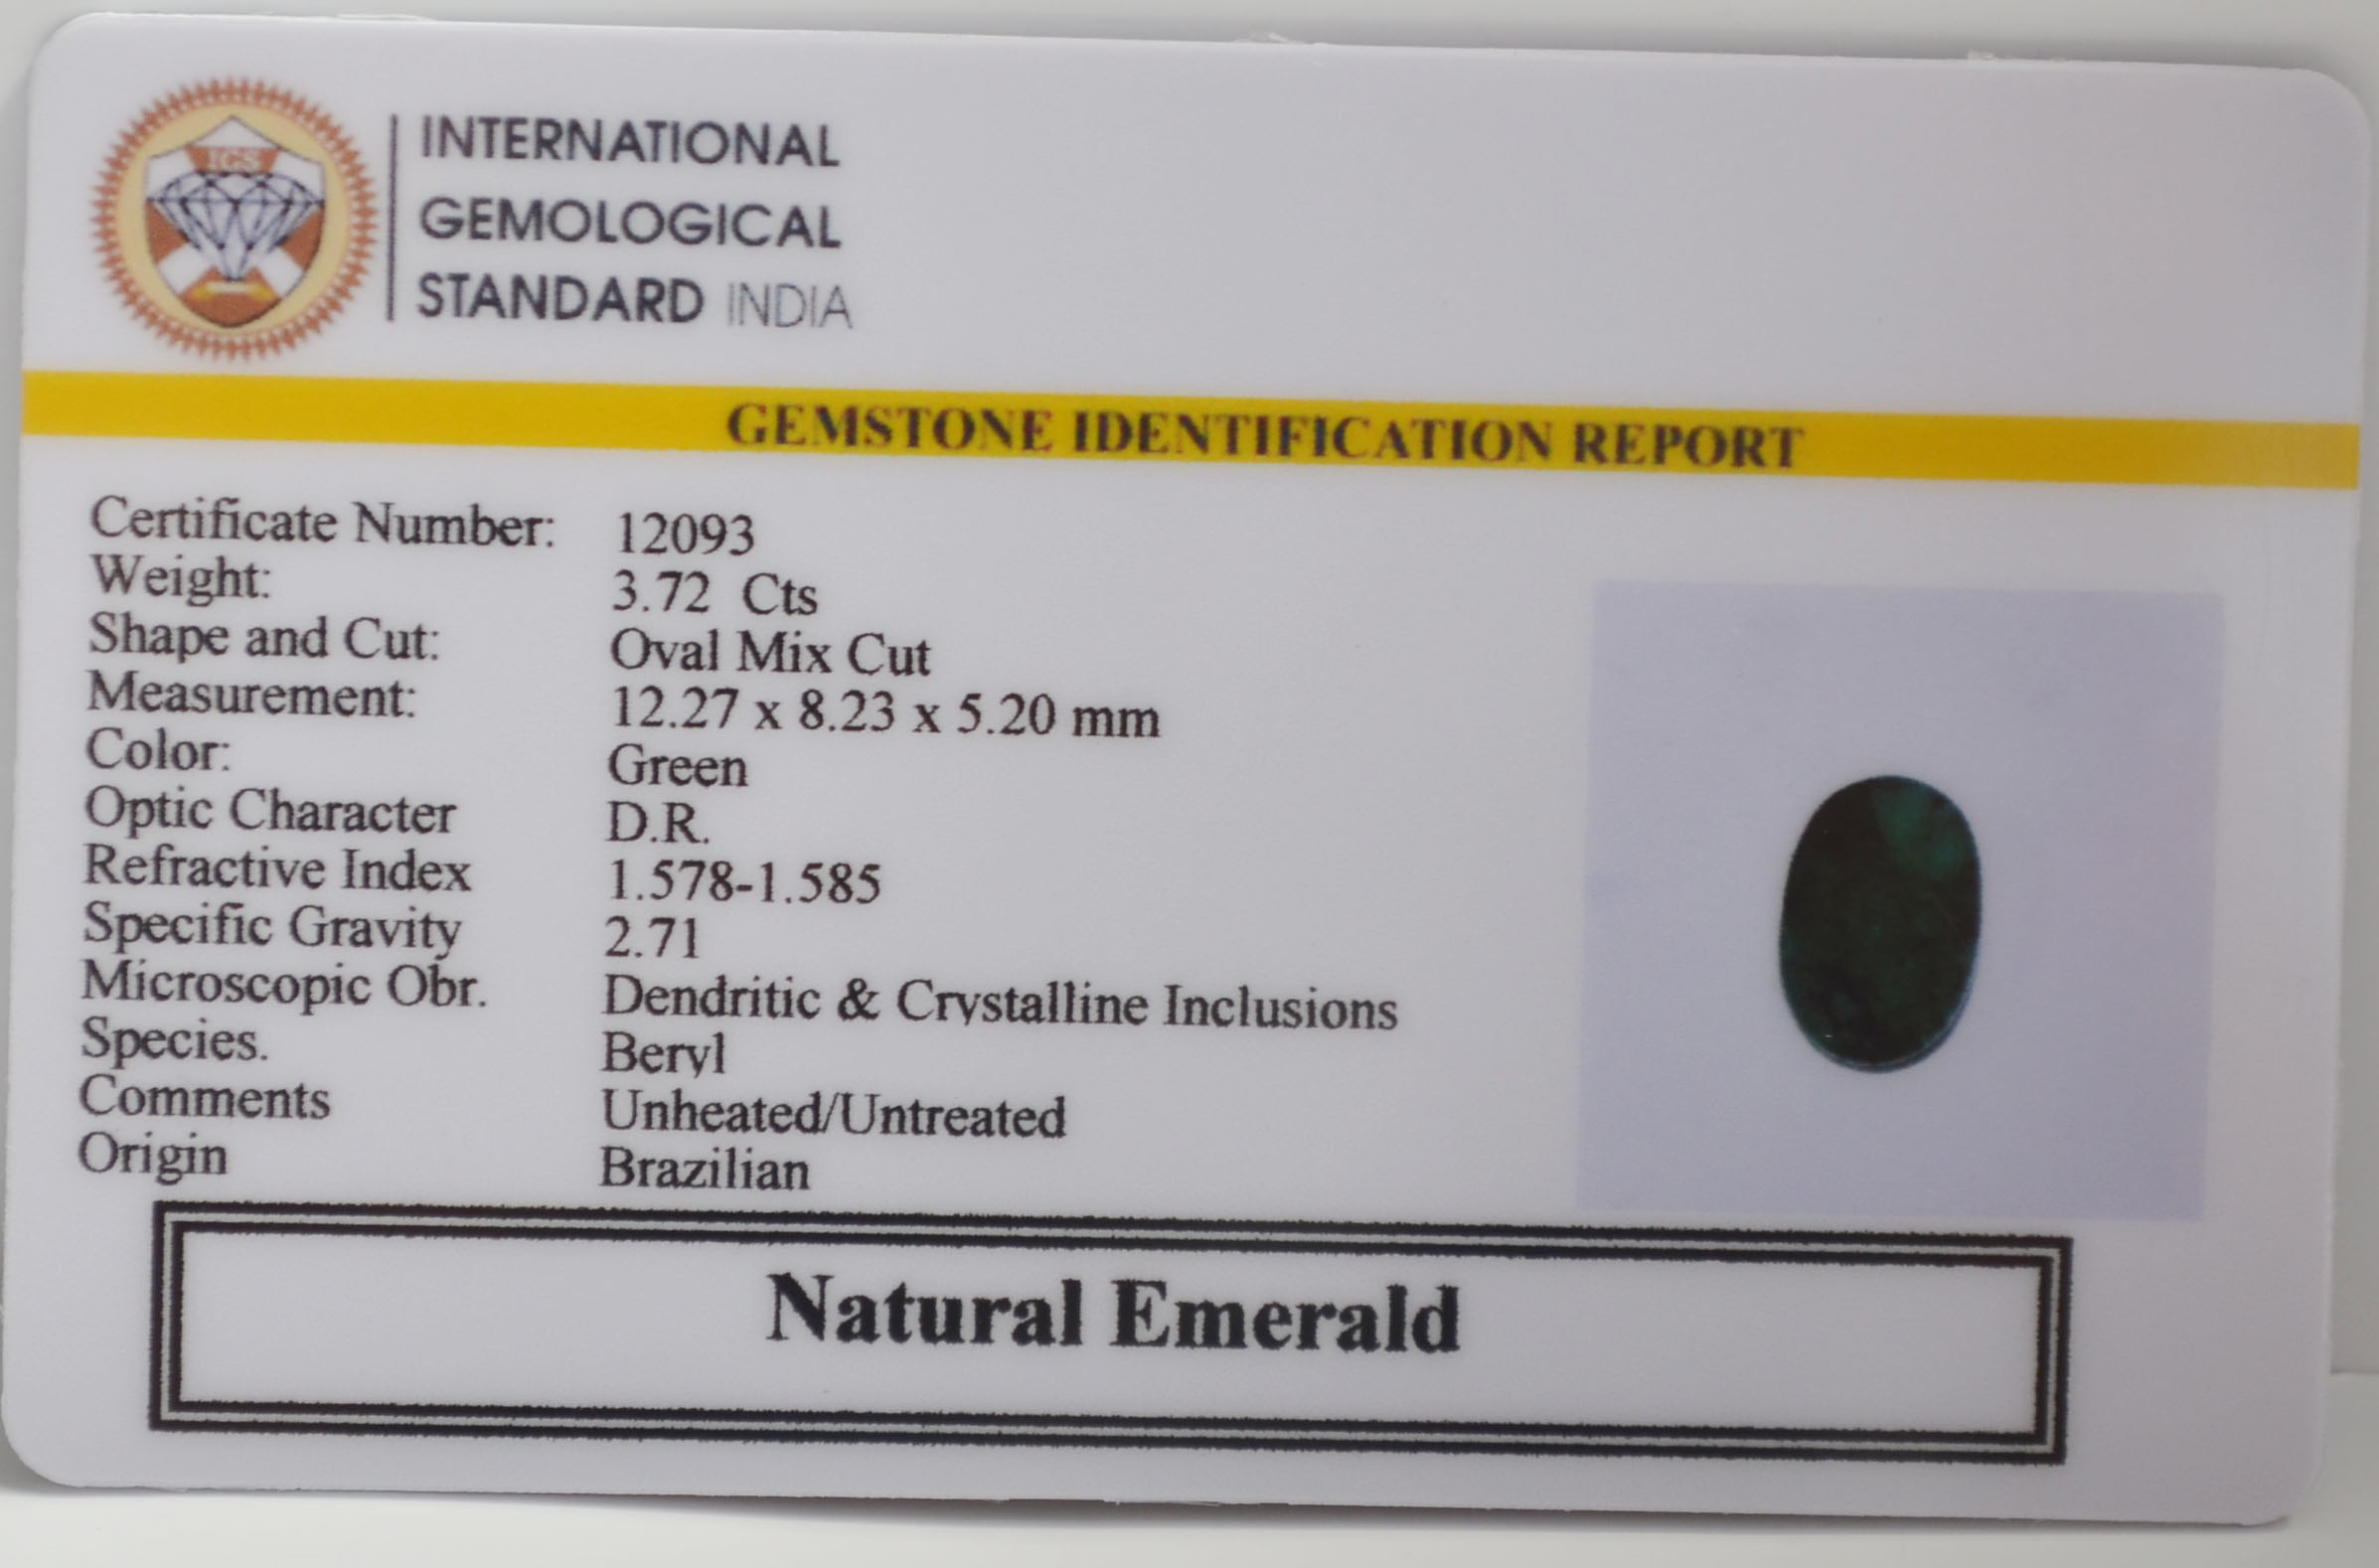 IGS
INTERNATIONAL
GEMOLOGICAL
STANDARD INDIA
GEMSTONE IDENTIFICATION REPORT
Certificate Number: 12093
Weight: 3.72 Cts
Shape and Cut: Oval Mix Cut
Measurement: 12.27 x 8.23 x 5.20 mm
Color: Green
Optic Character D.R.
Refractive Index 1.578-1.585
Specific Gravity 2.71
Microscopic Obr. Dendritic & Crystalline Inclusions
Species. Beryl
Comments Unheated/Untreated
Origin Brazilian
Natural Emerald